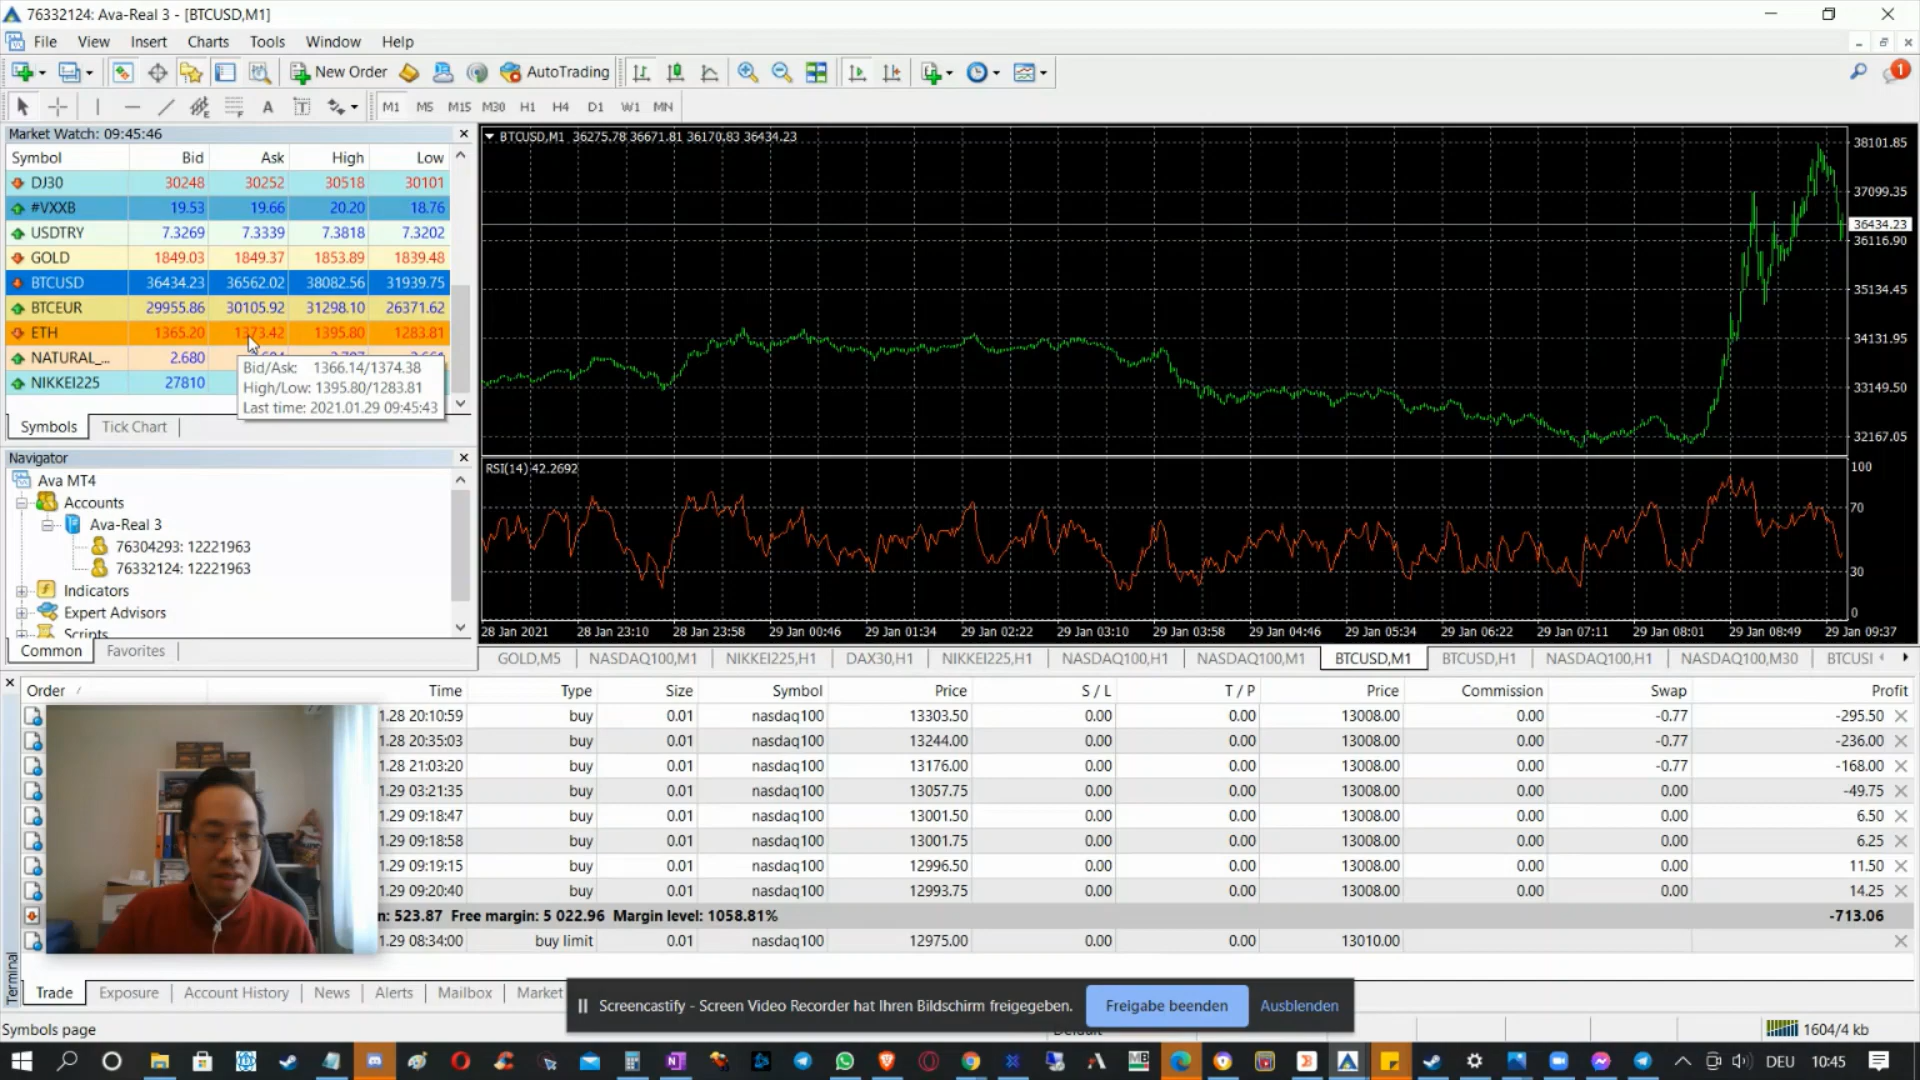 76332124: Ava-Real 3 - [BTCUSD,M1]
File View Insert Charts Tools Window Help
New Order AutoTrading 1
A T M1 M5 M15 M30 H1 H4 D1 W1 MN
Market Watch: 09:45:46
Symbol Bid Ask High Low
DJ30 30248 30252 30518 30101
#VXXB 19.53 19.66 20.20 18.76
USDTRY 7.3269 7.3339 7.3818 7.3202
GOLD 1849.03 1849.37 1853.89 1839.48
BTCUSD 36434.23 36562.02 38082.56 31939.75
BTCEUR 29955.86 30105.92 31298.10 26371.62
ETH 1365.20 1373.42 1395.80 1283.81
NATURAL_... 2.680
NIKKEI225 27810
Bid/Ask: 1366.14/1374.38
High/Low: 1395.80/1283.81
Last time: 2021.01.29 09:45:43
Symbols Tick Chart
Navigator
Ava MT4
Accounts
Ava-Real 3
76304293: 12221963
76332124: 12221963
Indicators
Expert Advisors
Scripts
Common Favorites
BTCUSD,M1 36275.78 36671.81 36170.83 36434.23
38101.85
37099.35
36434.23
36116.90
35134.45
34131.95
33149.50
32167.05
RSI(14) 42.2692
100
70
30
0
28 Jan 2021 28 Jan 23:10 28 Jan 23:58 29 Jan 00:46 29 Jan 01:34 29 Jan 02:22 29 Jan 03:10 29 Jan 03:58 29 Jan 04:46 29 Jan 05:34 29 Jan 06:22 29 Jan 07:11 29 Jan 08:01 29 Jan 08:49 29 Jan 09:37
GOLD,M5 NASDAQ100,M1 NIKKEI225,H1 DAX30,H1 NIKKEI225,H1 NASDAQ100,H1 NASDAQ100,M1 BTCUSD,M1 BTCUSD,H1 NASDAQ100,H1 NASDAQ100,M30 BTCUSI
Order / Time Type Size Symbol Price S / L T / P Price Commission Swap Profit
1.28 20:10:59 buy 0.01 nasdaq100 13303.50 0.00 0.00 13008.00 0.00 -0.77 -295.50
1.28 20:35:03 buy 0.01 nasdaq100 13244.00 0.00 0.00 13008.00 0.00 -0.77 -236.00
1.28 21:03:20 buy 0.01 nasdaq100 13176.00 0.00 0.00 13008.00 0.00 -0.77 -168.00
1.29 03:21:35 buy 0.01 nasdaq100 13057.75 0.00 0.00 13008.00 0.00 0.00 -49.75
1.29 09:18:47 buy 0.01 nasdaq100 13001.50 0.00 0.00 13008.00 0.00 0.00 6.50
1.29 09:18:58 buy 0.01 nasdaq100 13001.75 0.00 0.00 13008.00 0.00 0.00 6.25
1.29 09:19:15 buy 0.01 nasdaq100 12996.50 0.00 0.00 13008.00 0.00 0.00 11.50
1.29 09:20:40 buy 0.01 nasdaq100 12993.75 0.00 0.00 13008.00 0.00 0.00 14.25
n: 523.87 Free margin: 5 022.96 Margin level: 1058.81% -713.06
1.29 08:34:00 buy limit 0.01 nasdaq100 12975.00 0.00 0.00 13010.00
Terminal
Trade Exposure Account History News Alerts Mailbox Market
Screencastify - Screen Video Recorder hat Ihren Bildschirm freigegeben. Freigabe beenden Ausblenden
Symbols page 1604/4 kb
DEU 10:45